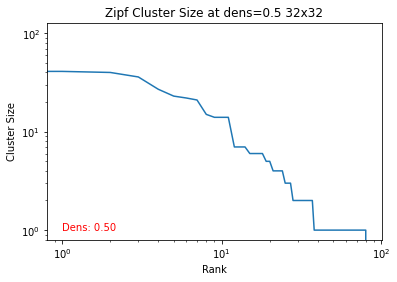 Zipf Cluster Size at dens=0.5 32x32
Cluster Size
10²
10¹
10⁰
Dens: 0.50
10⁰
10¹
10²
Rank